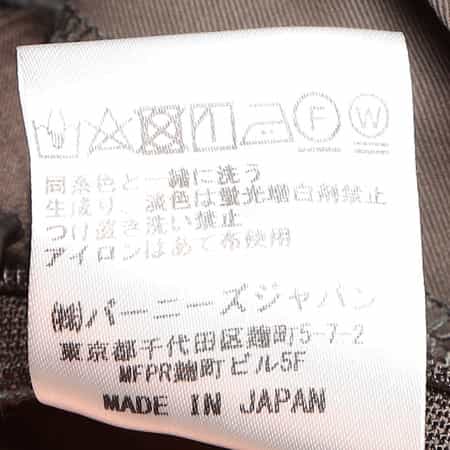 F W
同系色と一緒に洗う
生成り、淡色は蛍光増白剤禁止
つけ置き洗い禁止
アイロンはあて布使用
㈱バーニーズジャパン
東京都千代田区麹町5-7-2
MFPR麹町ビル5F
MADE IN JAPAN